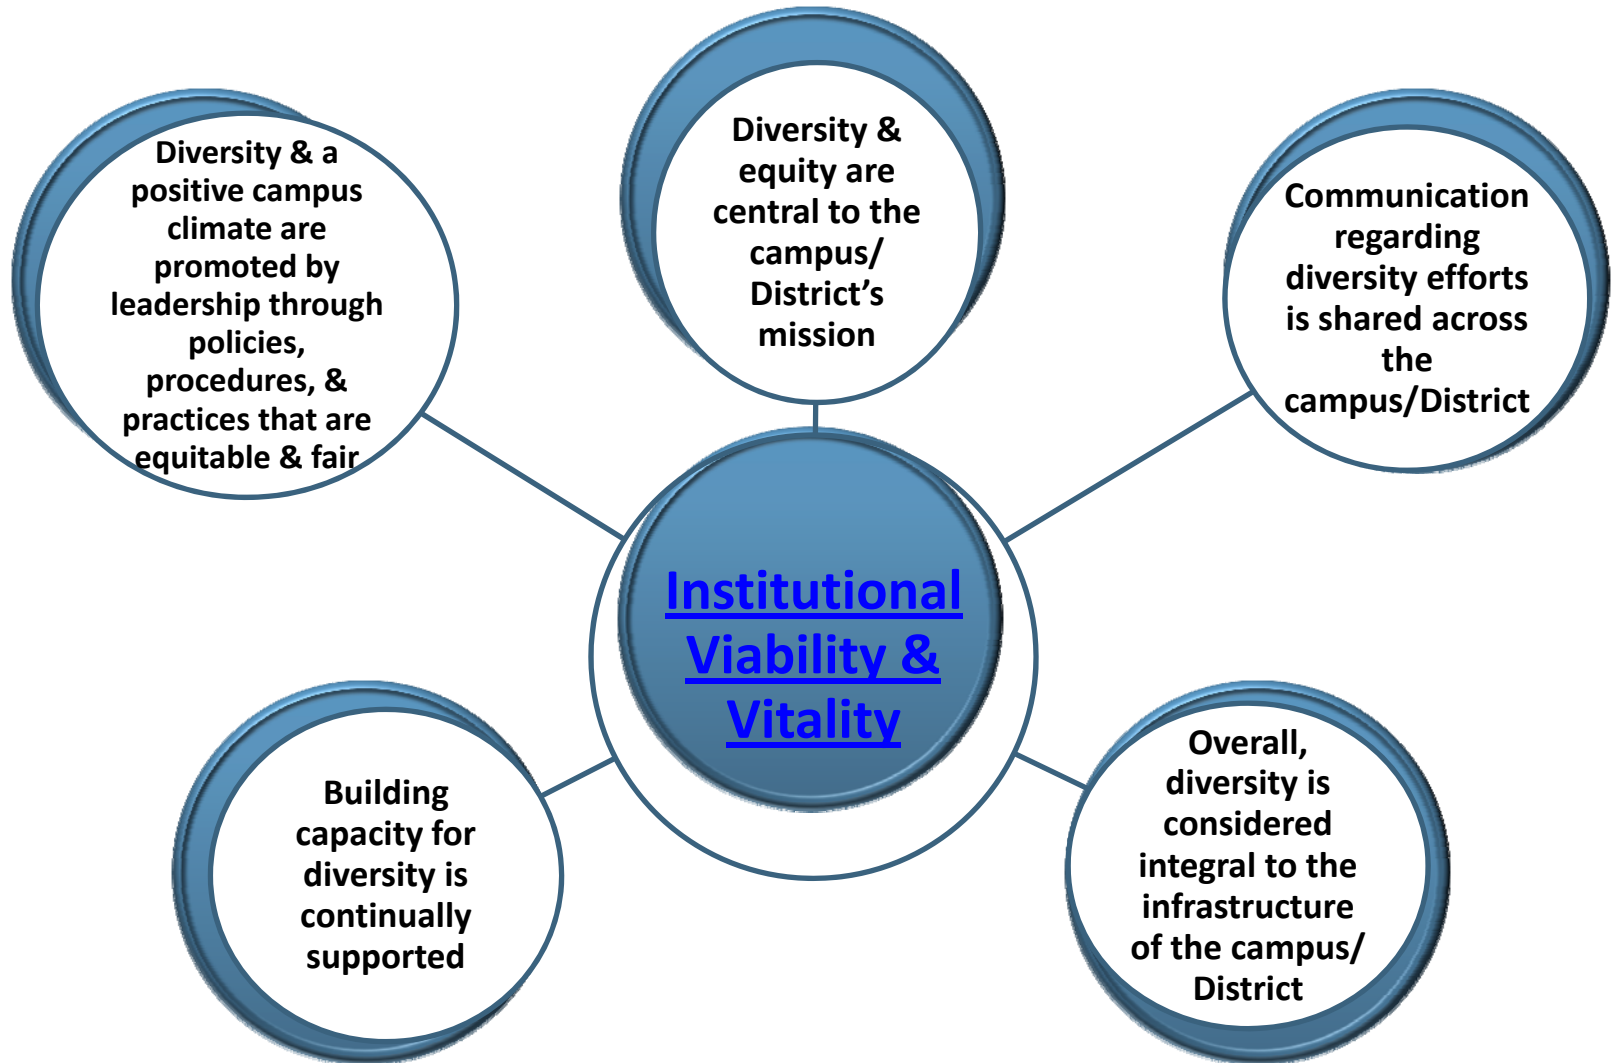 Diversity & a
positive campus
climate are
promoted by
leadership through
policies,
procedures, &
practices that are
equitable & fair
Diversity &
equity are
central to the
campus/
District’s
mission
Communication
regarding
diversity efforts
is shared across
the
campus/District
Institutional
Viability &
Vitality
Building
capacity for
diversity is
continually
supported
Overall,
diversity is
considered
integral to the
infrastructure
of the campus/
District